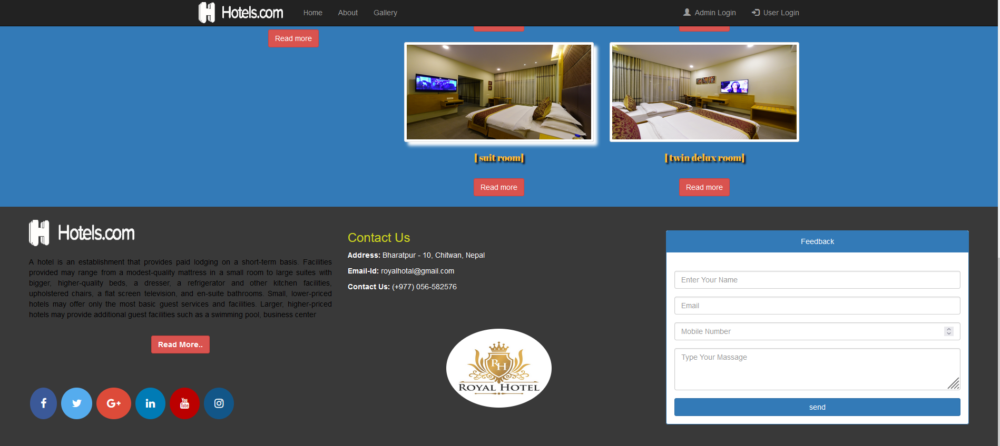 Hotels.com Home About Gallery Admin Login User Login
Read more
[ suit room] [ twin delux room]
Read more Read more
Hotels.com
A hotel is an establishment that provides paid lodging on a short-term basis. Facilities
provided may range from a modest-quality mattress in a small room to large suites with
bigger, higher-quality beds, a dresser, a refrigerator and other kitchen facilities,
upholstered chairs, a flat screen television, and en-suite bathrooms. Small, lower-priced
hotels may offer only the most basic guest services and facilities. Larger, higher-priced
hotels may provide additional guest facilities such as a swimming pool, business center
Read More..
f G+ in You Tube
Contact Us
Address: Bharatpur - 10, Chitwan, Nepal
Email-Id: royalhotal@gmail.com
Contact Us: (+977) 056-582576
RH
ROYAL HOTEL
Feedback
Enter Your Name
Email
Mobile Number
Type Your Massage
send